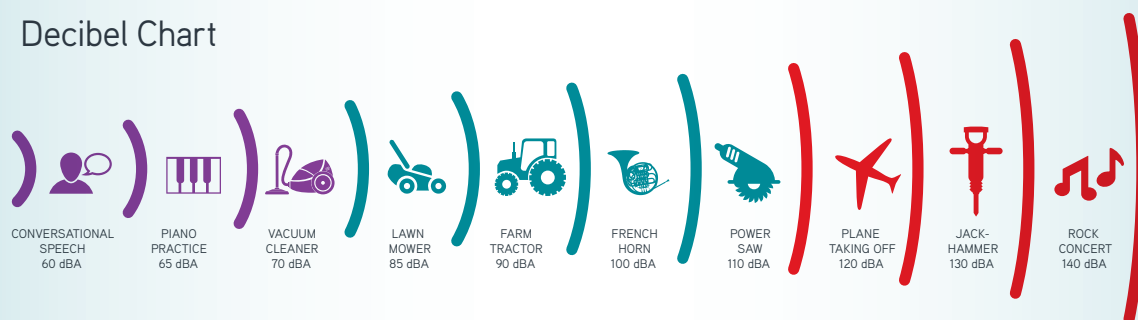 Decibel Chart
CONVERSATIONAL
SPEECH
60 dBA
PIANO
PRACTICE
65 dBA
VACUUM
CLEANER
70 dBA
LAWN
MOWER
85 dBA
FARM
TRACTOR
90 dBA
FRENCH
HORN
100 dBA
POWER
SAW
110 dBA
PLANE
TAKING OFF
120 dBA
JACK-
HAMMER
130 dBA
ROCK
CONCERT
140 dBA